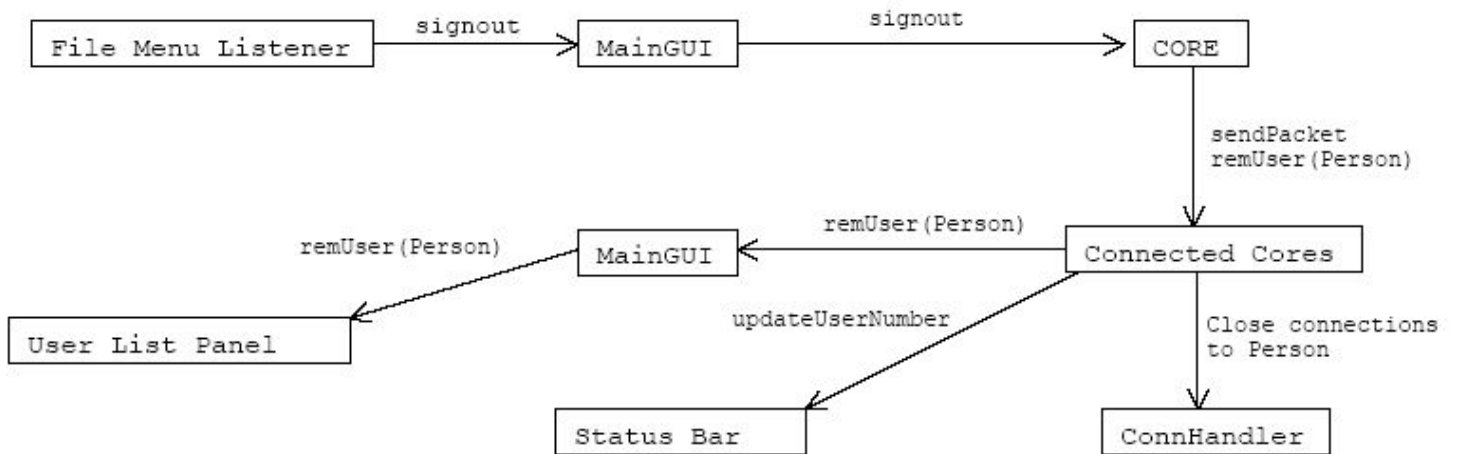 signout
signout
File Menu Listener
MainGUI
CORE
sendPacket
remUser(Person)
remUser(Person)
remUser(Person)
MainGUI
Connected Cores
updateUserNumber
Close connections
to Person
User List Panel
Status Bar
ConnHandler